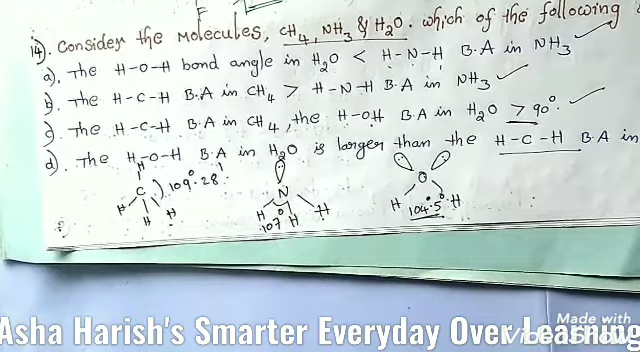 F
14). Consider the Molecules, CH4, NH3 & H2O. which of the following
a), The H-O-H bond angle in H2O < H-N-H B.A in NH3
b). The H-C-H B.A in CH4 > H-N-H B.A in NH3
c). The H-C-H B.A in CH4, the H-OH B.A in H2O > 90°.
d). The H-O-H B.A in H2O is larger than the H-C-H B.A in
H
C 109°.28'
H H H
N
H H H
107°
O
H H
104.5°
Asha Harish's Smarter Everyday Over Learning
Made with
VideoShow